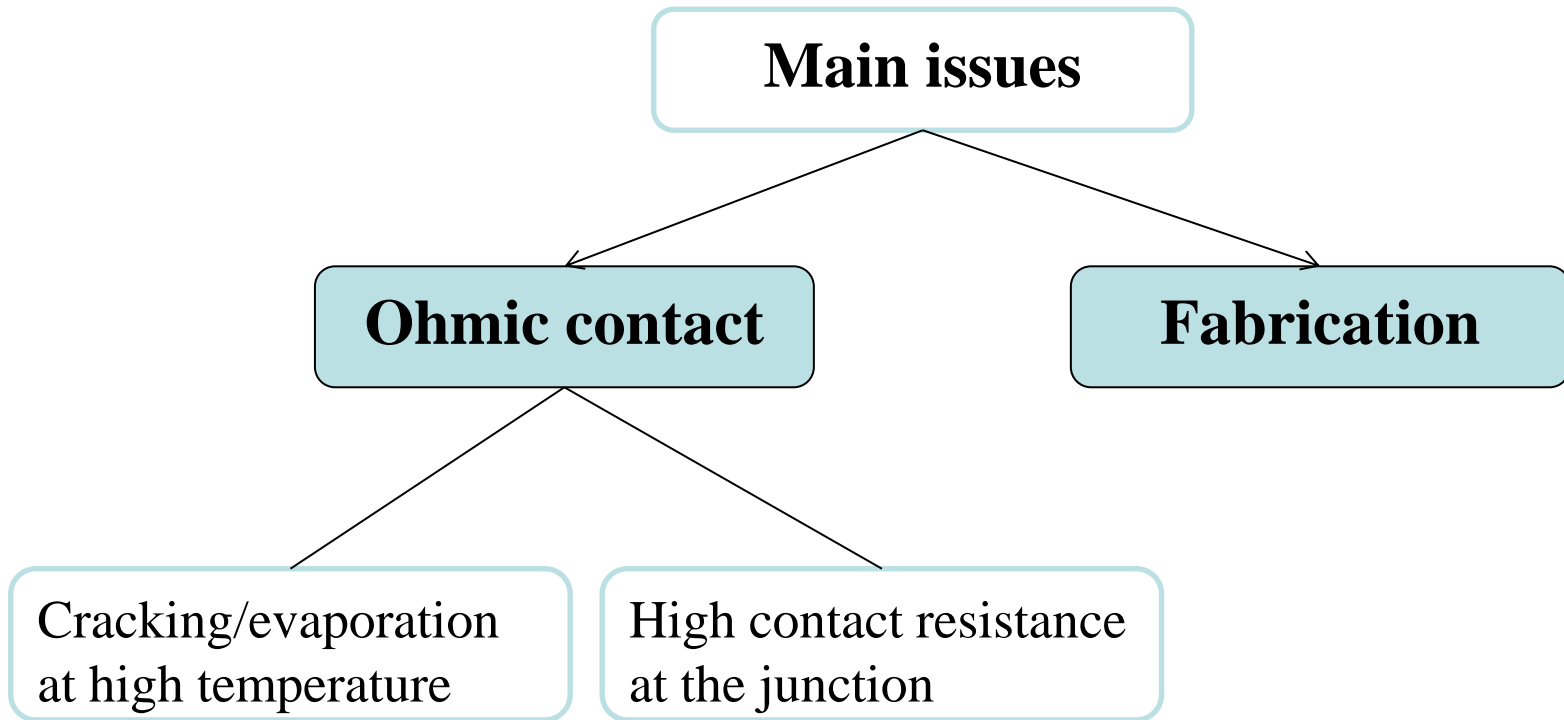 Main issues
Ohmic contact
Fabrication
Cracking/evaporation
at high temperature
High contact resistance
at the junction